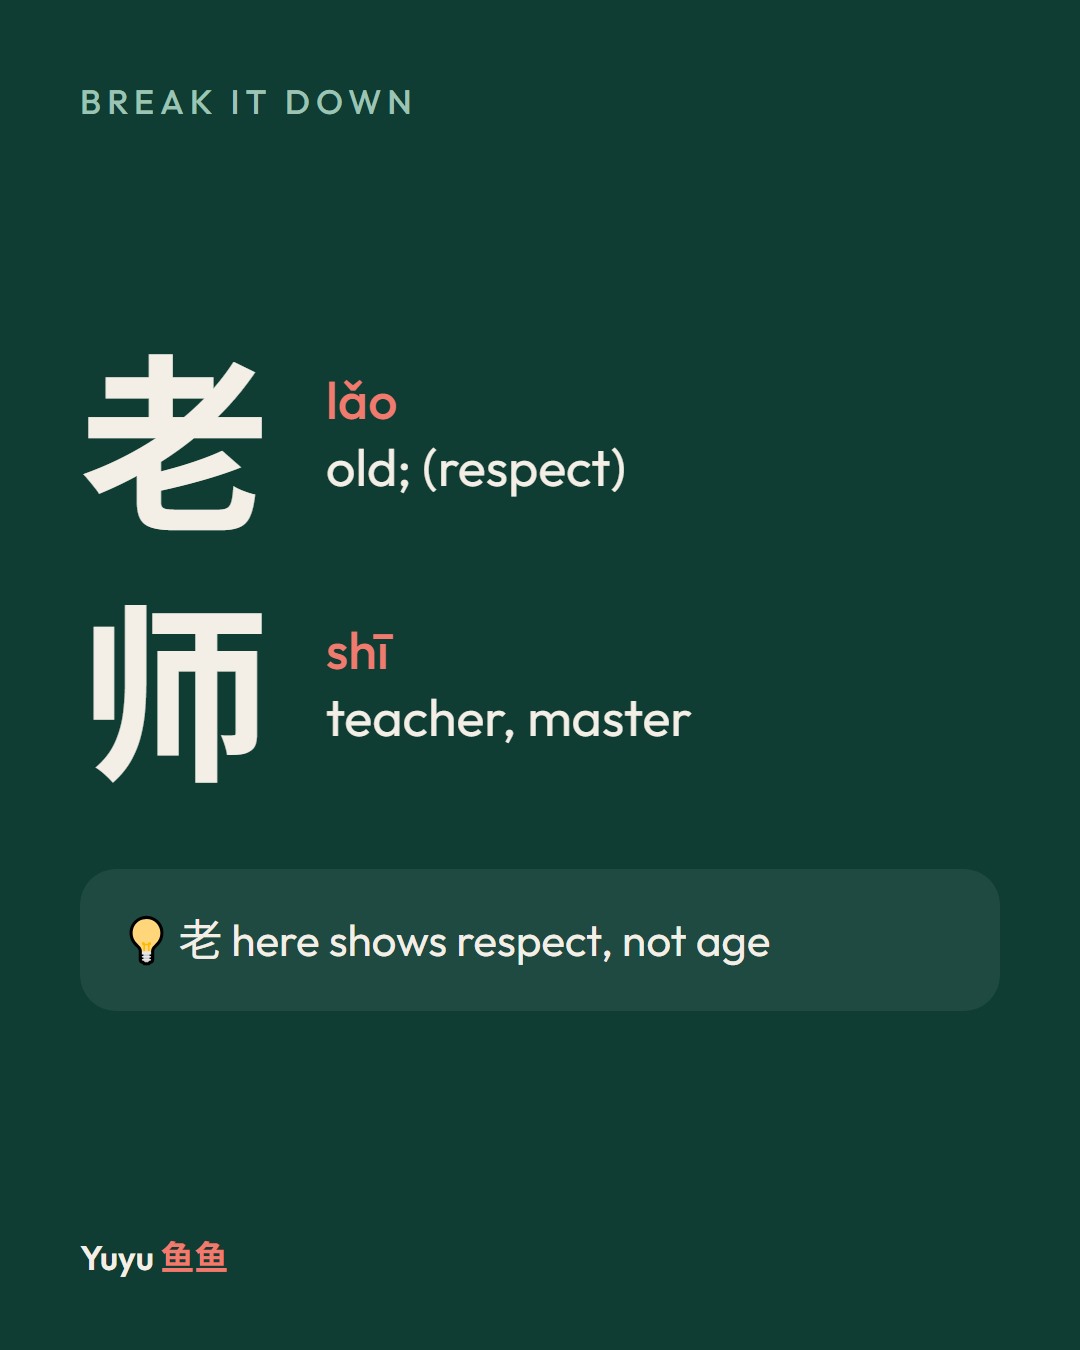 BREAK IT DOWN
老
lǎo
old; (respect)
师
shī
teacher, master
💡 老 here shows respect, not age
Yuyu 鱼鱼